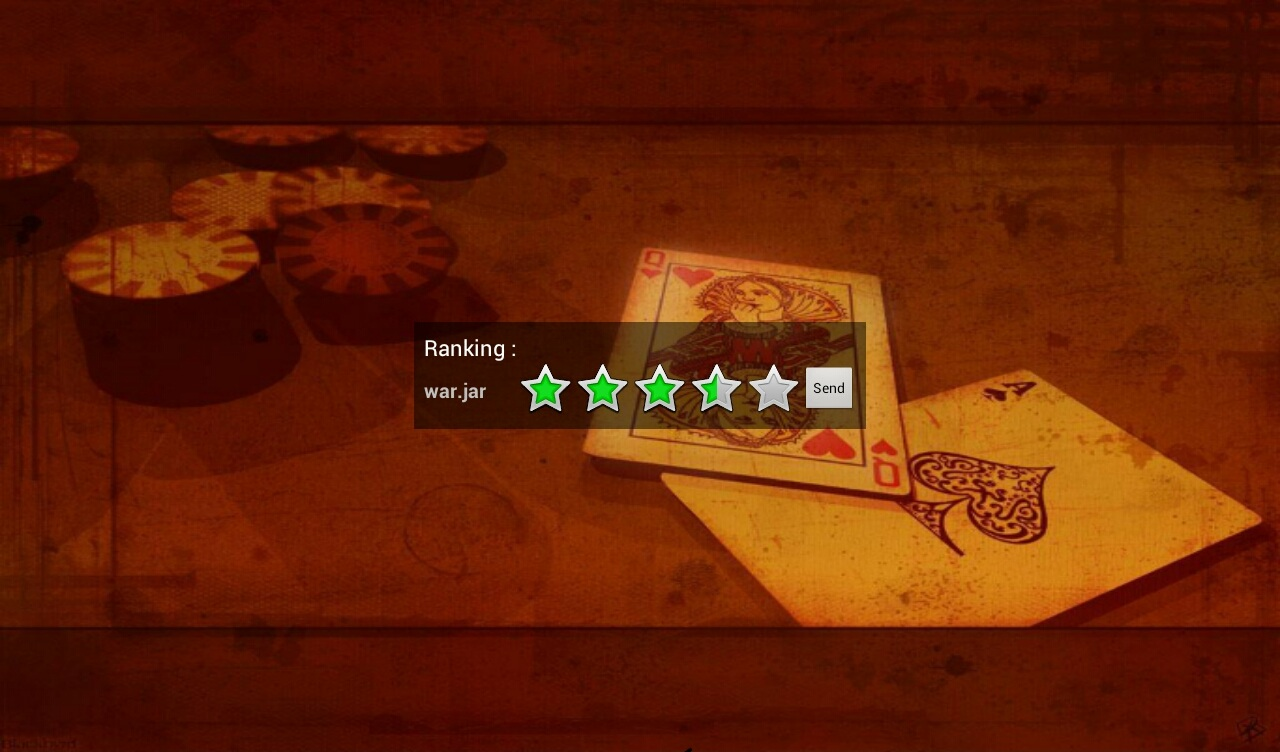 Q
Ranking :
war.jar
Send
A
Q